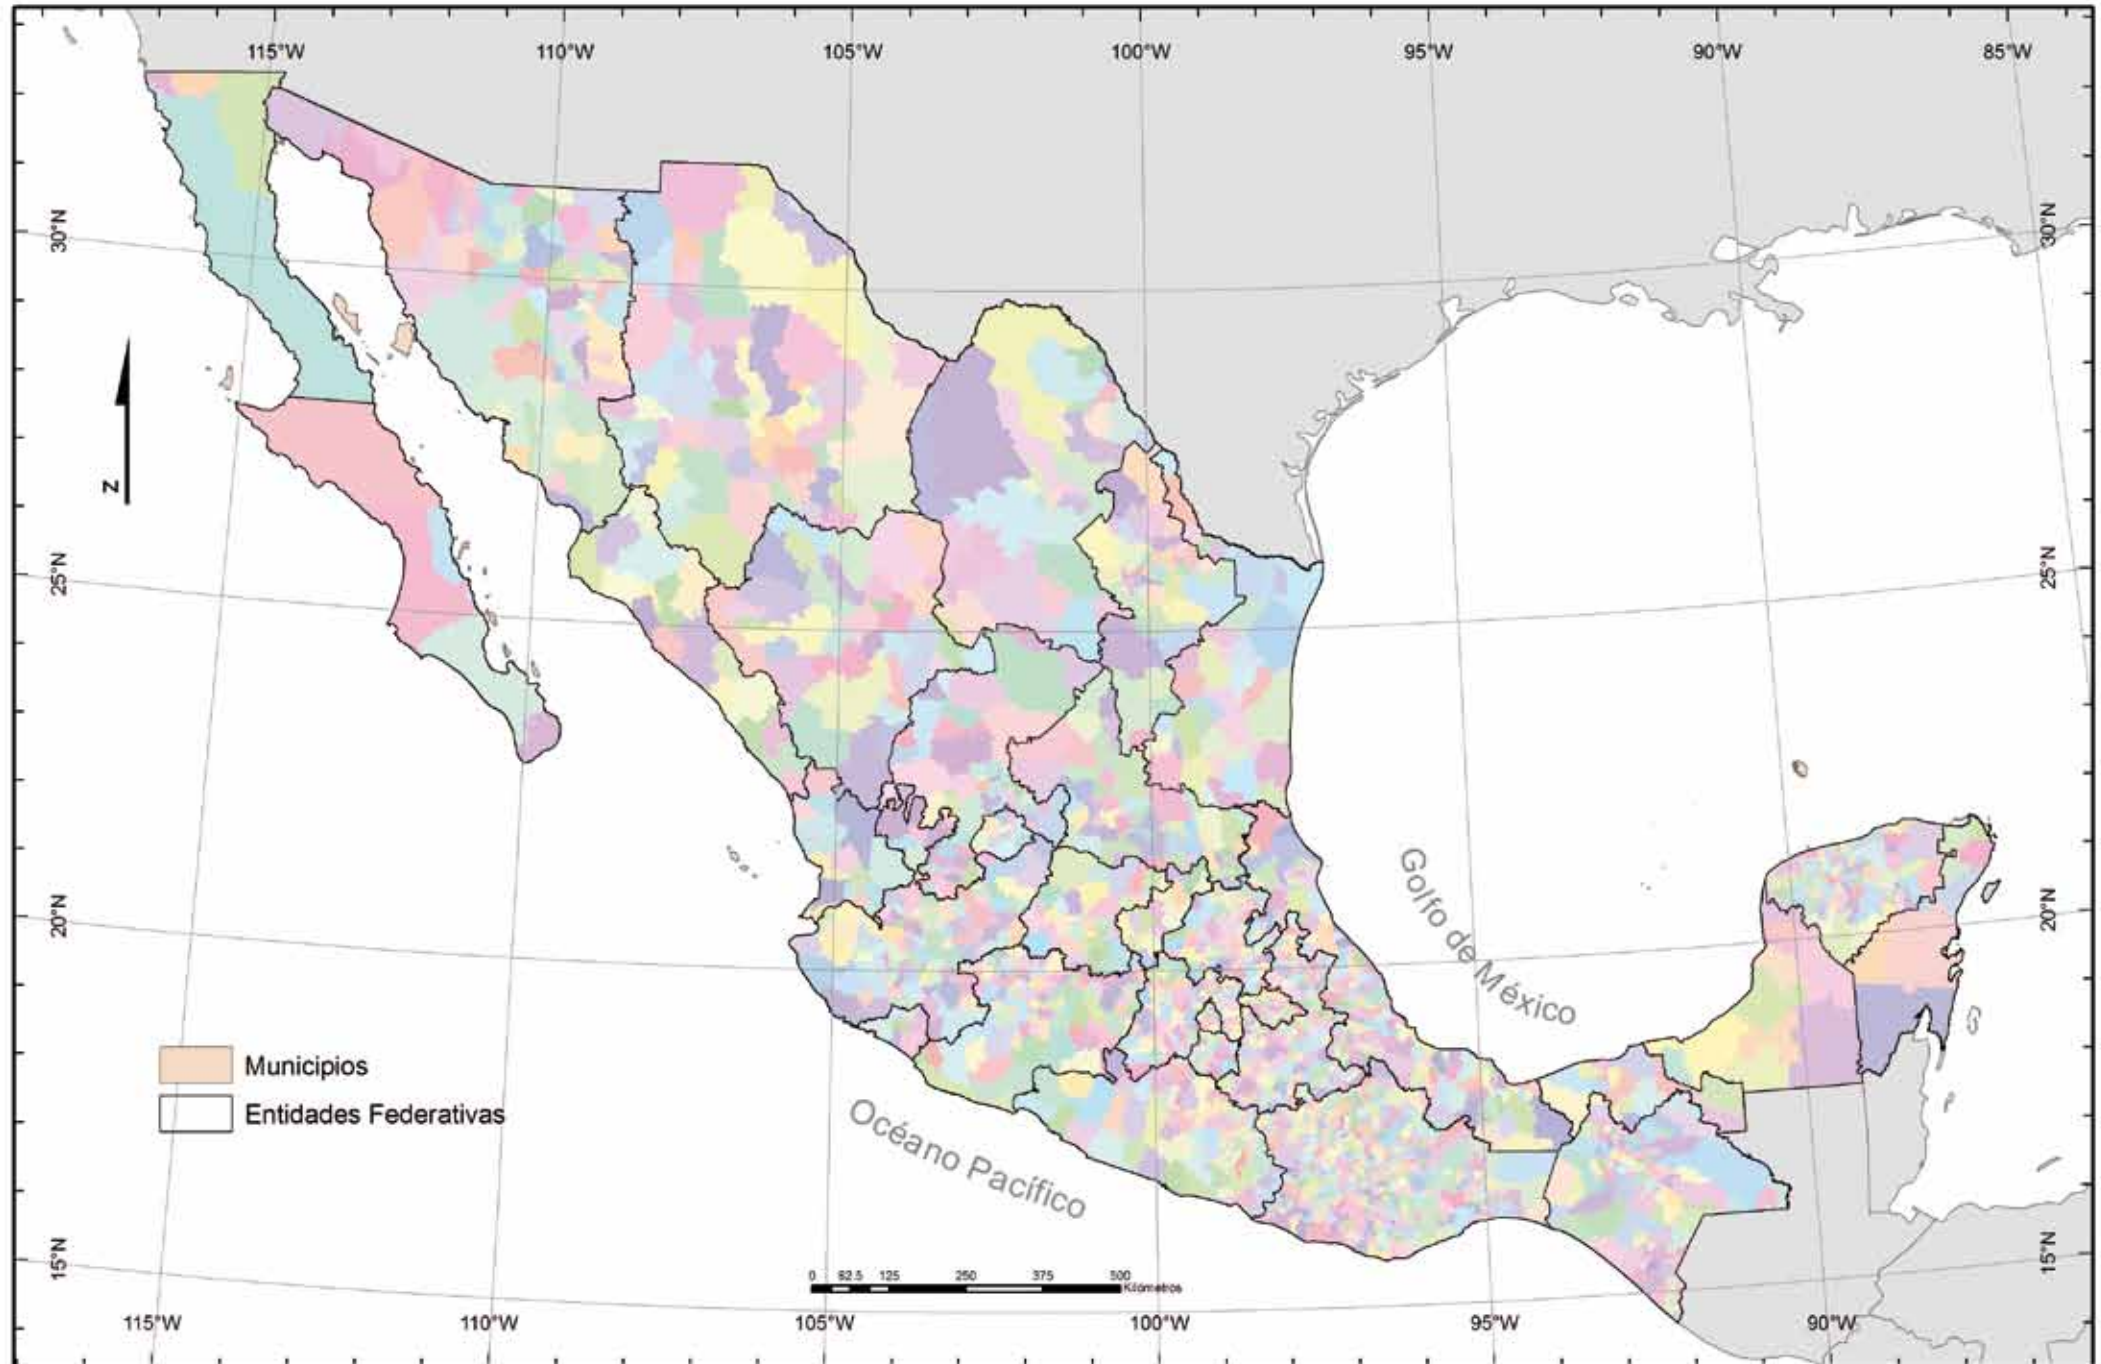 115°W 110°W 105°W 100°W 95°W 90°W 85°W
30°N 30°N
N
25°N 25°N
20°N 20°N
Golfo de México
Municipios
Entidades Federativas
Océano Pacífico
15°N 15°N
0 62.5 125 250 375 500
Kilómetros
115°W 110°W 105°W 100°W 95°W 90°W